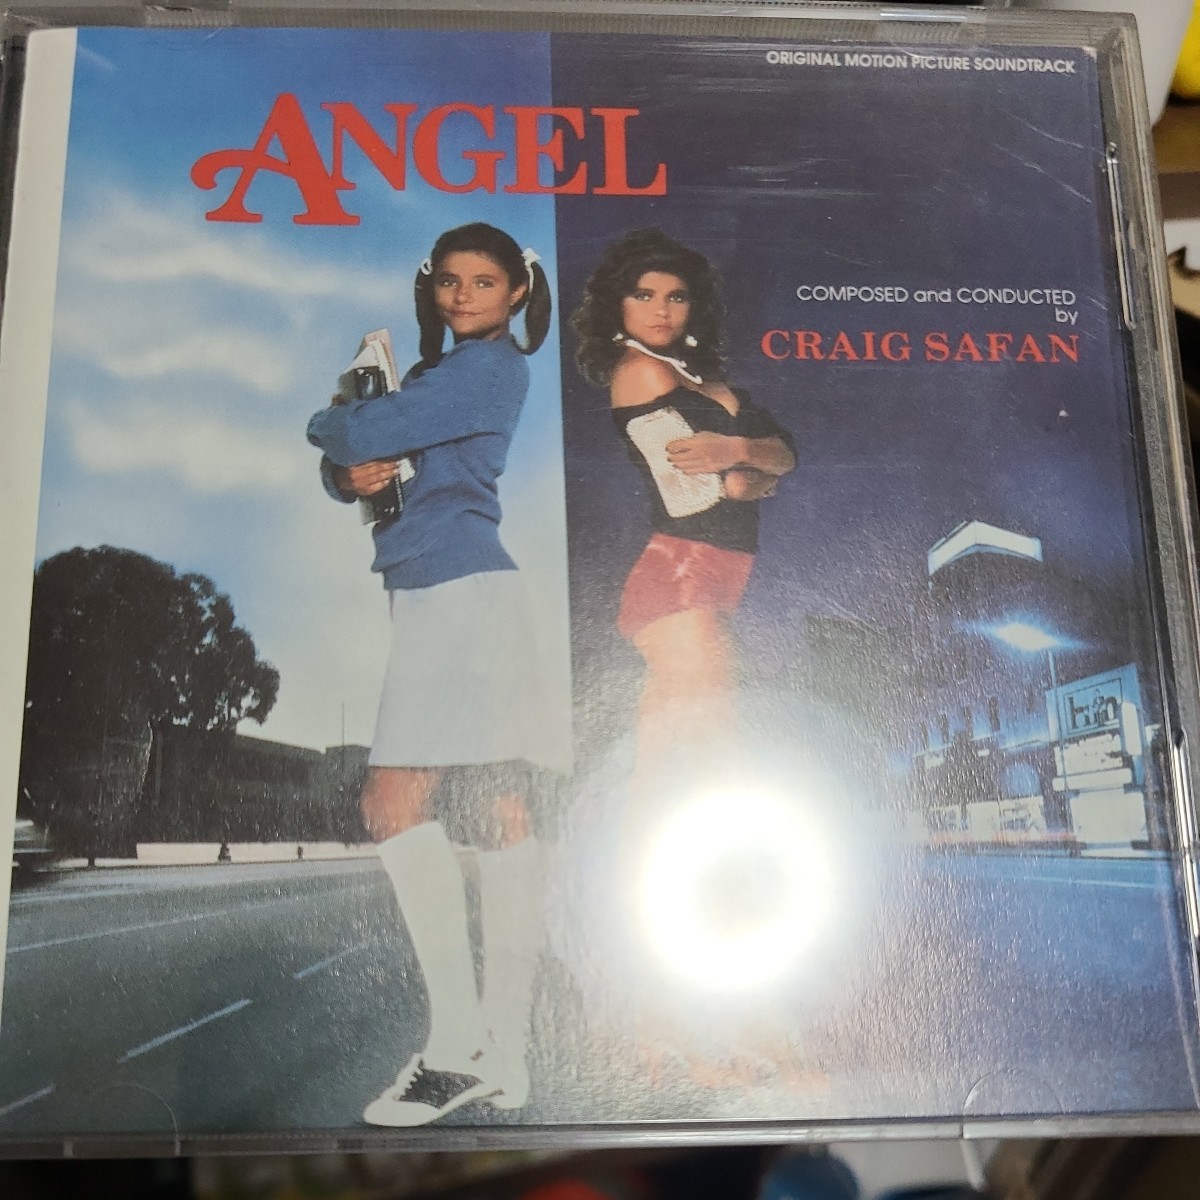 ORIGINAL MOTION PICTURE SOUNDTRACK
ANGEL
COMPOSED and CONDUCTED
by
CRAIG SAFAN